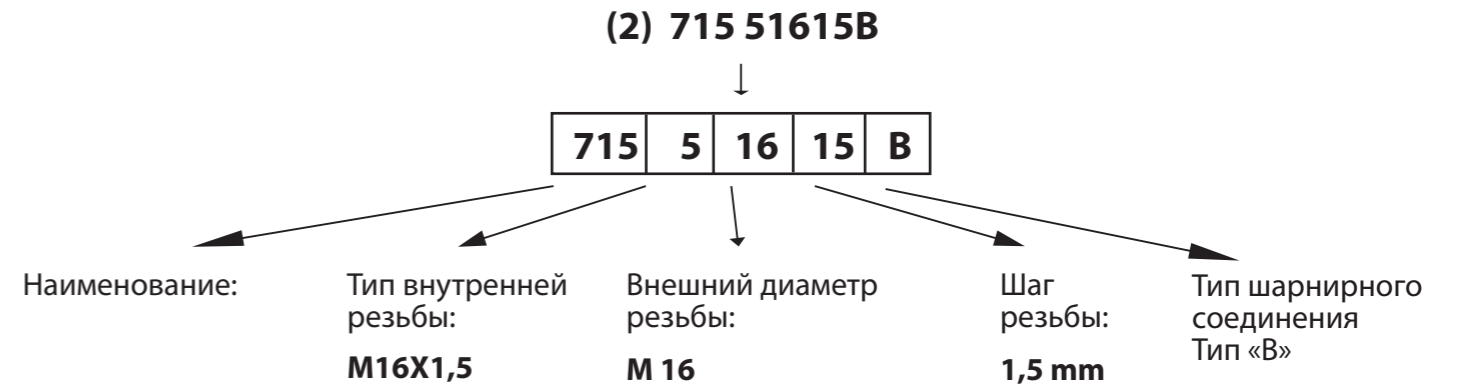 (2) 715 51615B
715 5 16 15 B
Наименование:
Тип внутренней
резьбы:
M16X1,5
Внешний диаметр
резьбы:
M 16
Шаг
резьбы:
1,5 mm
Тип шарнирного
соединения
Тип «B»